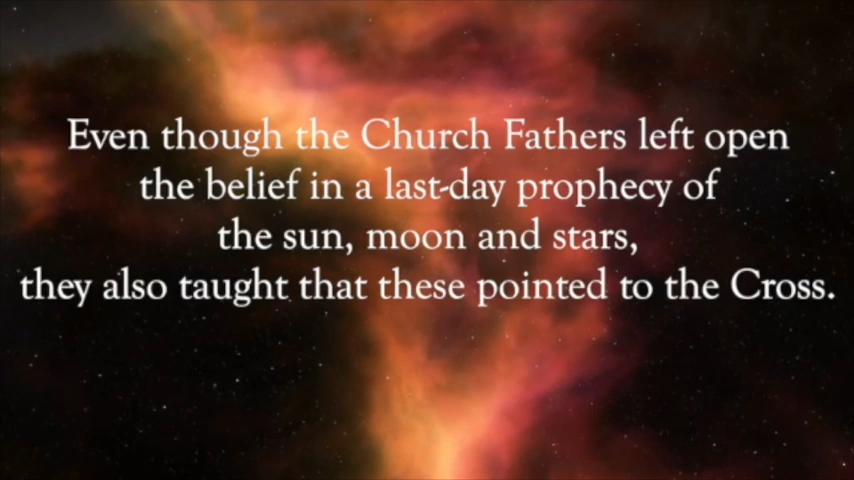 Even though the Church Fathers left open
the belief in a last-day prophecy of
the sun, moon and stars,
they also taught that these pointed to the Cross.